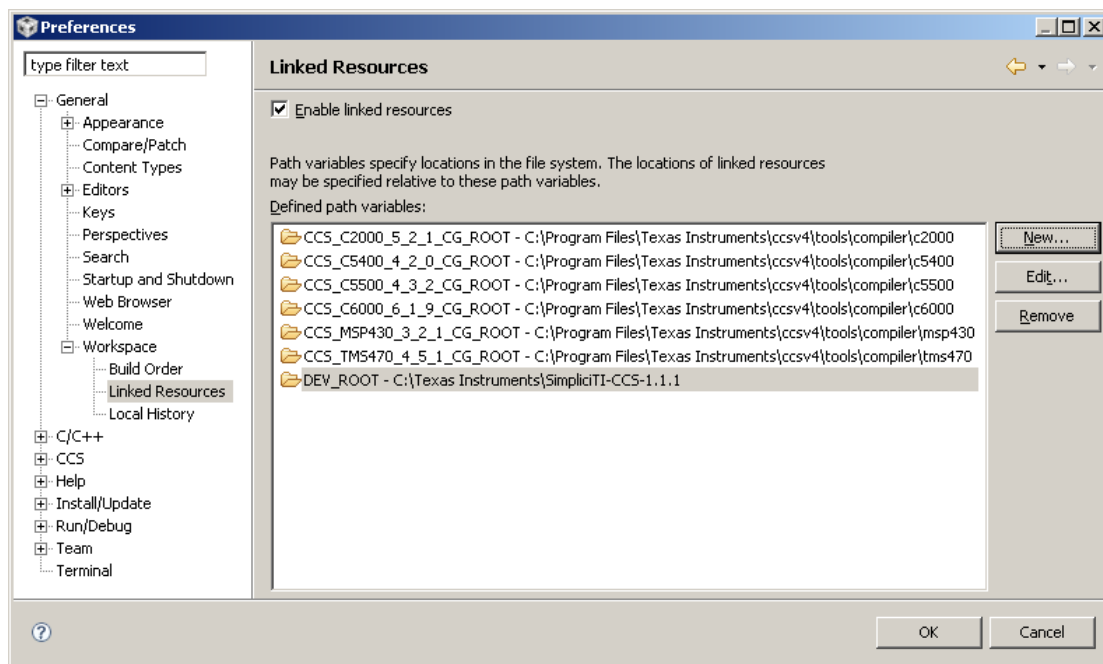 Preferences
type filter text
Linked Resources
General
Appearance
Compare/Patch
Content Types
Editors
Keys
Perspectives
Search
Startup and Shutdown
Web Browser
Welcome
Workspace
Build Order
Linked Resources
Local History
C/C++
CCS
Help
Install/Update
Run/Debug
Team
Terminal
Enable linked resources
Path variables specify locations in the file system. The locations of linked resources
may be specified relative to these path variables.
Defined path variables:
CCS_C2000_5_2_1_CG_ROOT - C:\Program Files\Texas Instruments\ccsv4\tools\compiler\c2000
CCS_C5400_4_2_0_CG_ROOT - C:\Program Files\Texas Instruments\ccsv4\tools\compiler\c5400
CCS_C5500_4_3_2_CG_ROOT - C:\Program Files\Texas Instruments\ccsv4\tools\compiler\c5500
CCS_C6000_6_1_9_CG_ROOT - C:\Program Files\Texas Instruments\ccsv4\tools\compiler\c6000
CCS_MSP430_3_2_1_CG_ROOT - C:\Program Files\Texas Instruments\ccsv4\tools\compiler\msp430
CCS_TMS470_4_5_1_CG_ROOT - C:\Program Files\Texas Instruments\ccsv4\tools\compiler\tms470
DEV_ROOT - C:\Texas Instruments\SimpliciTI-CCS-1.1.1
New...
Edit...
Remove
?
OK
Cancel